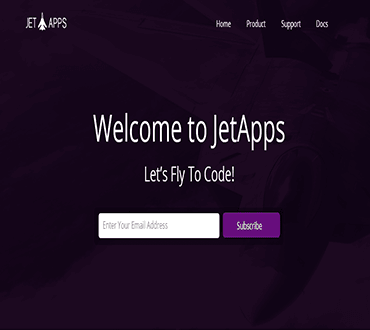 JET APPS
Home Product Support Docs
Welcome to JetApps
Let's Fly To Code!
Enter Your Email Address Subscribe